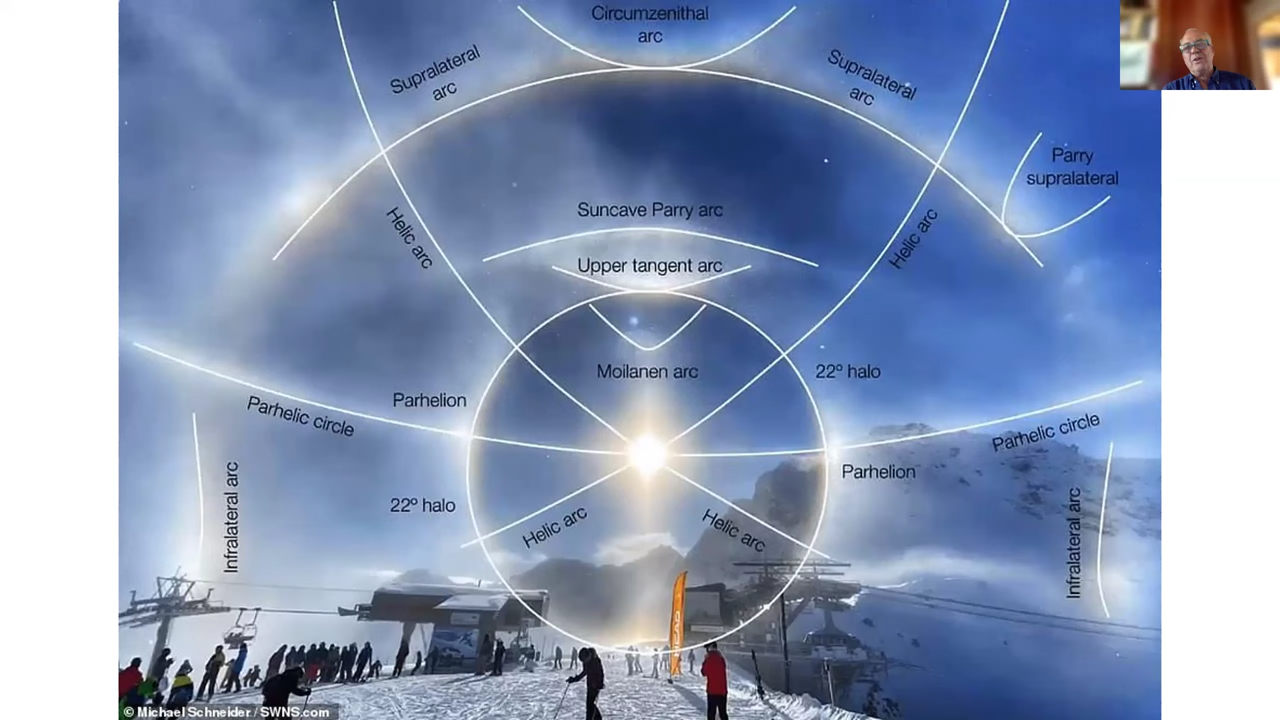 Circumzenithal
arc
Supralateral
arc
Supralateral
arc
Parry
supralateral
Suncave Parry arc
Helic arc
Helic arc
Upper tangent arc
Moilanen arc
22º halo
Parhelion
Parhelic circle
Parhelic circle
Parhelion
22º halo
Infralateral arc
Helic arc
Helic arc
Infralateral arc
© Michael Schneider / SWNS.com